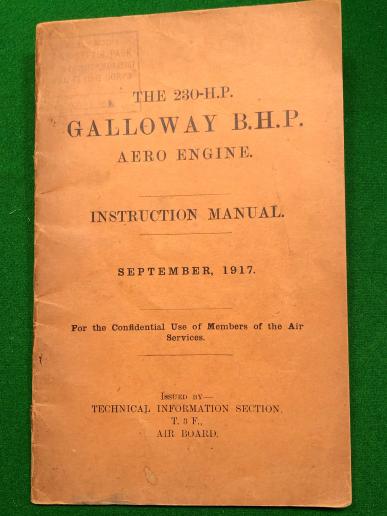 THE 230-H.P.
GALLOWAY B.H.P.
AERO ENGINE.
INSTRUCTION MANUAL.
SEPTEMBER, 1917.
For the Confidential Use of Members of the Air
Services.
ISSUED BY—
TECHNICAL INFORMATION SECTION,
T. 3 F.,
AIR BOARD.